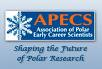 APECS
Association of Polar
Early Career Scientists
Shaping the Future
of Polar Research